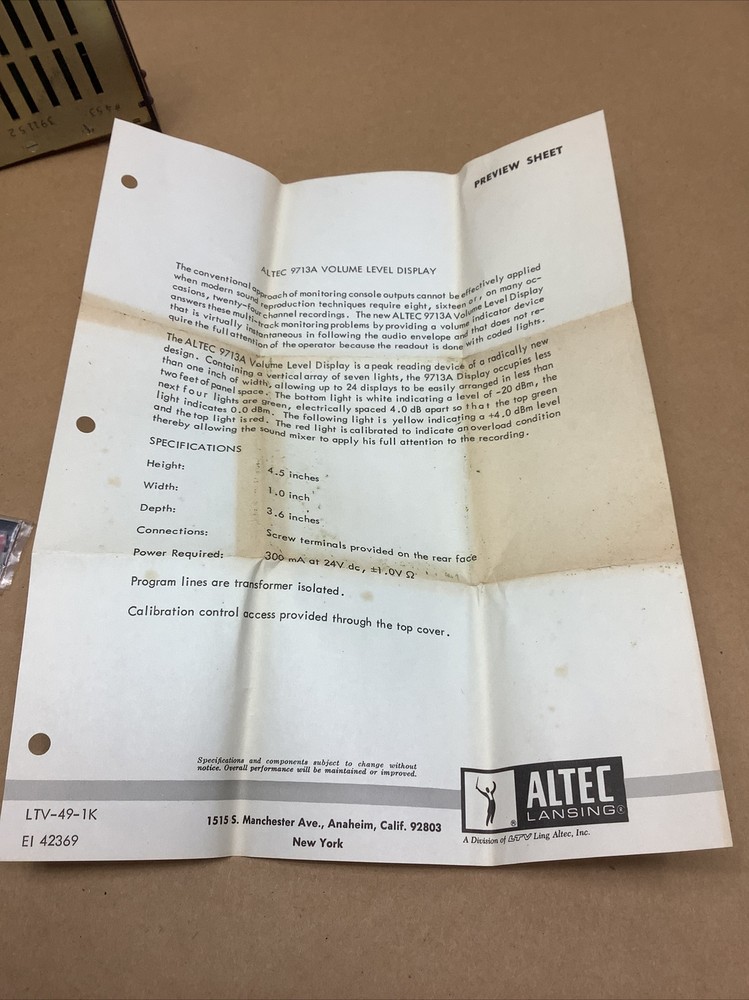 #453
391152
PREVIEW SHEET
ALTEC 9713A VOLUME LEVEL DISPLAY
The conventional approach of monitoring console outputs cannot be effectively applied
when modern sound reproduction techniques require eight, sixteen or, on many oc-
casions, twenty-four channel recordings. The new ALTEC 9713A Volume Level Display
answers these multi-track monitoring problems by providing a volume indicator device
that is virtually instantaneous in following the audio envelope and that does not re-
quire the full attention of the operator because the readout is done with coded lights.
The ALTEC 9713A Volume Level Display is a peak reading device of a radically new
design. Containing a vertical array of seven lights, the 9713A Display occupies less
than one inch of width, allowing up to 24 displays to be easily arranged in less than
two feet of panel space. The bottom light is white indicating a level of -20 dBm, the
next four lights are green, electrically spaced 4.0 dB apart so that the top green
light indicates 0.0 dBm. The following light is yellow indicating a +4.0 dBm level
and the top light is red. The red light is calibrated to indicate an overload condition
thereby allowing the sound mixer to apply his full attention to the recording.
SPECIFICATIONS
Height: 4.5 inches
Width: 1.0 inch
Depth: 3.6 inches
Connections: Screw terminals provided on the rear face
Power Required: 300 mA at 24V dc, ±1.0V Ω
Program lines are transformer isolated.
Calibration control access provided through the top cover.
Specifications and components subject to change without
notice. Overall performance will be maintained or improved.
LTV-49-1K
EI 42369
1515 S. Manchester Ave., Anaheim, Calif. 92803
New York
® ALTEC
LANSING®
A Division of LTV Ling Altec, Inc.